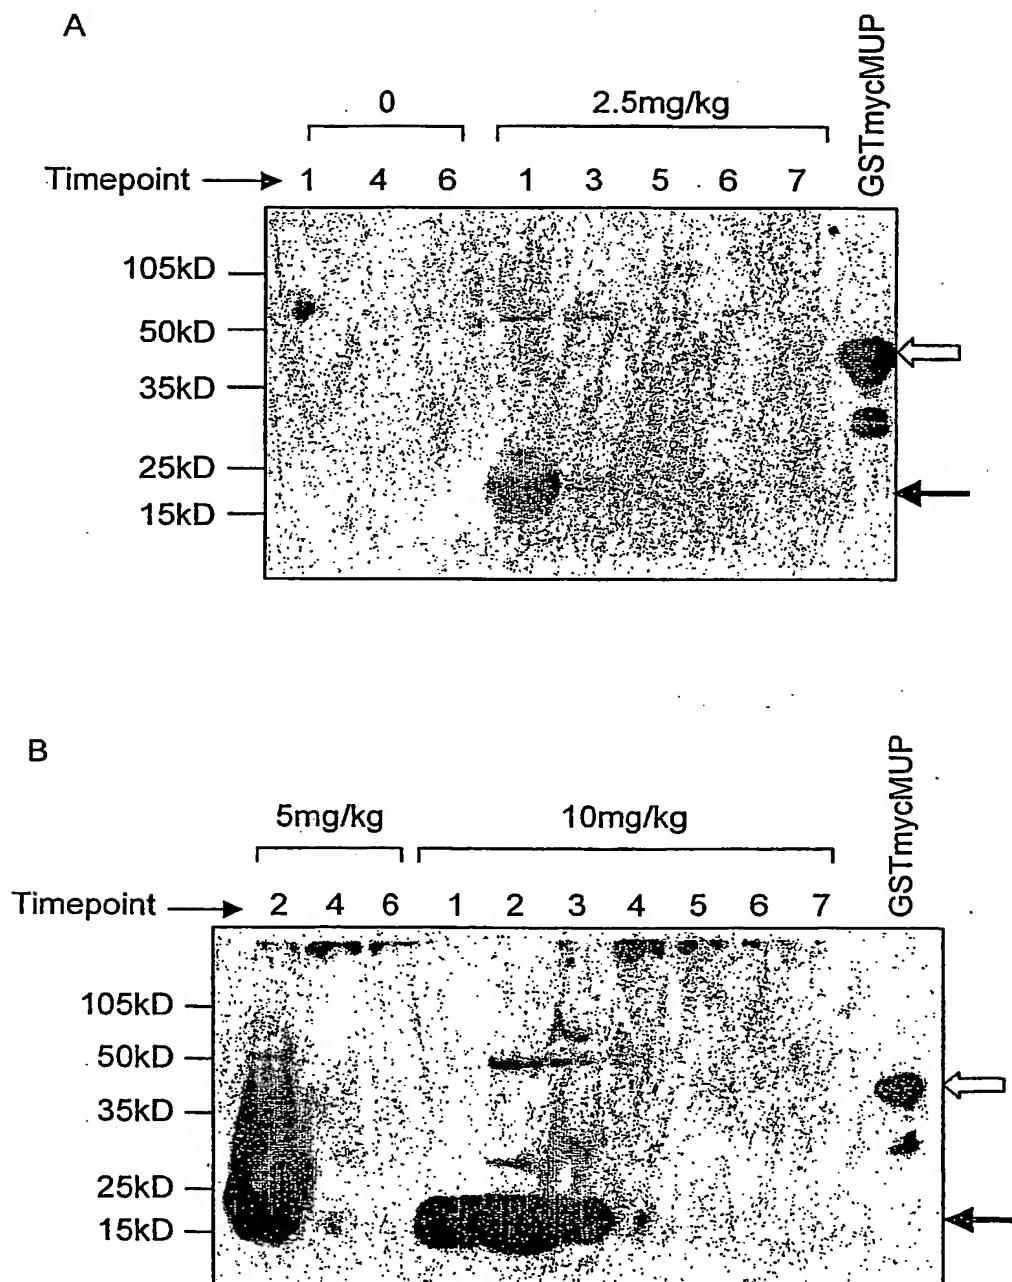 A
0 2.5mg/kg GSTmycMUP
Timepoint 1 4 6 1 3 5 6 7
105kD
50kD
35kD
25kD
15kD
B
5mg/kg 10mg/kg GSTmycMUP
Timepoint 2 4 6 1 2 3 4 5 6 7
105kD
50kD
35kD
25kD
15kD